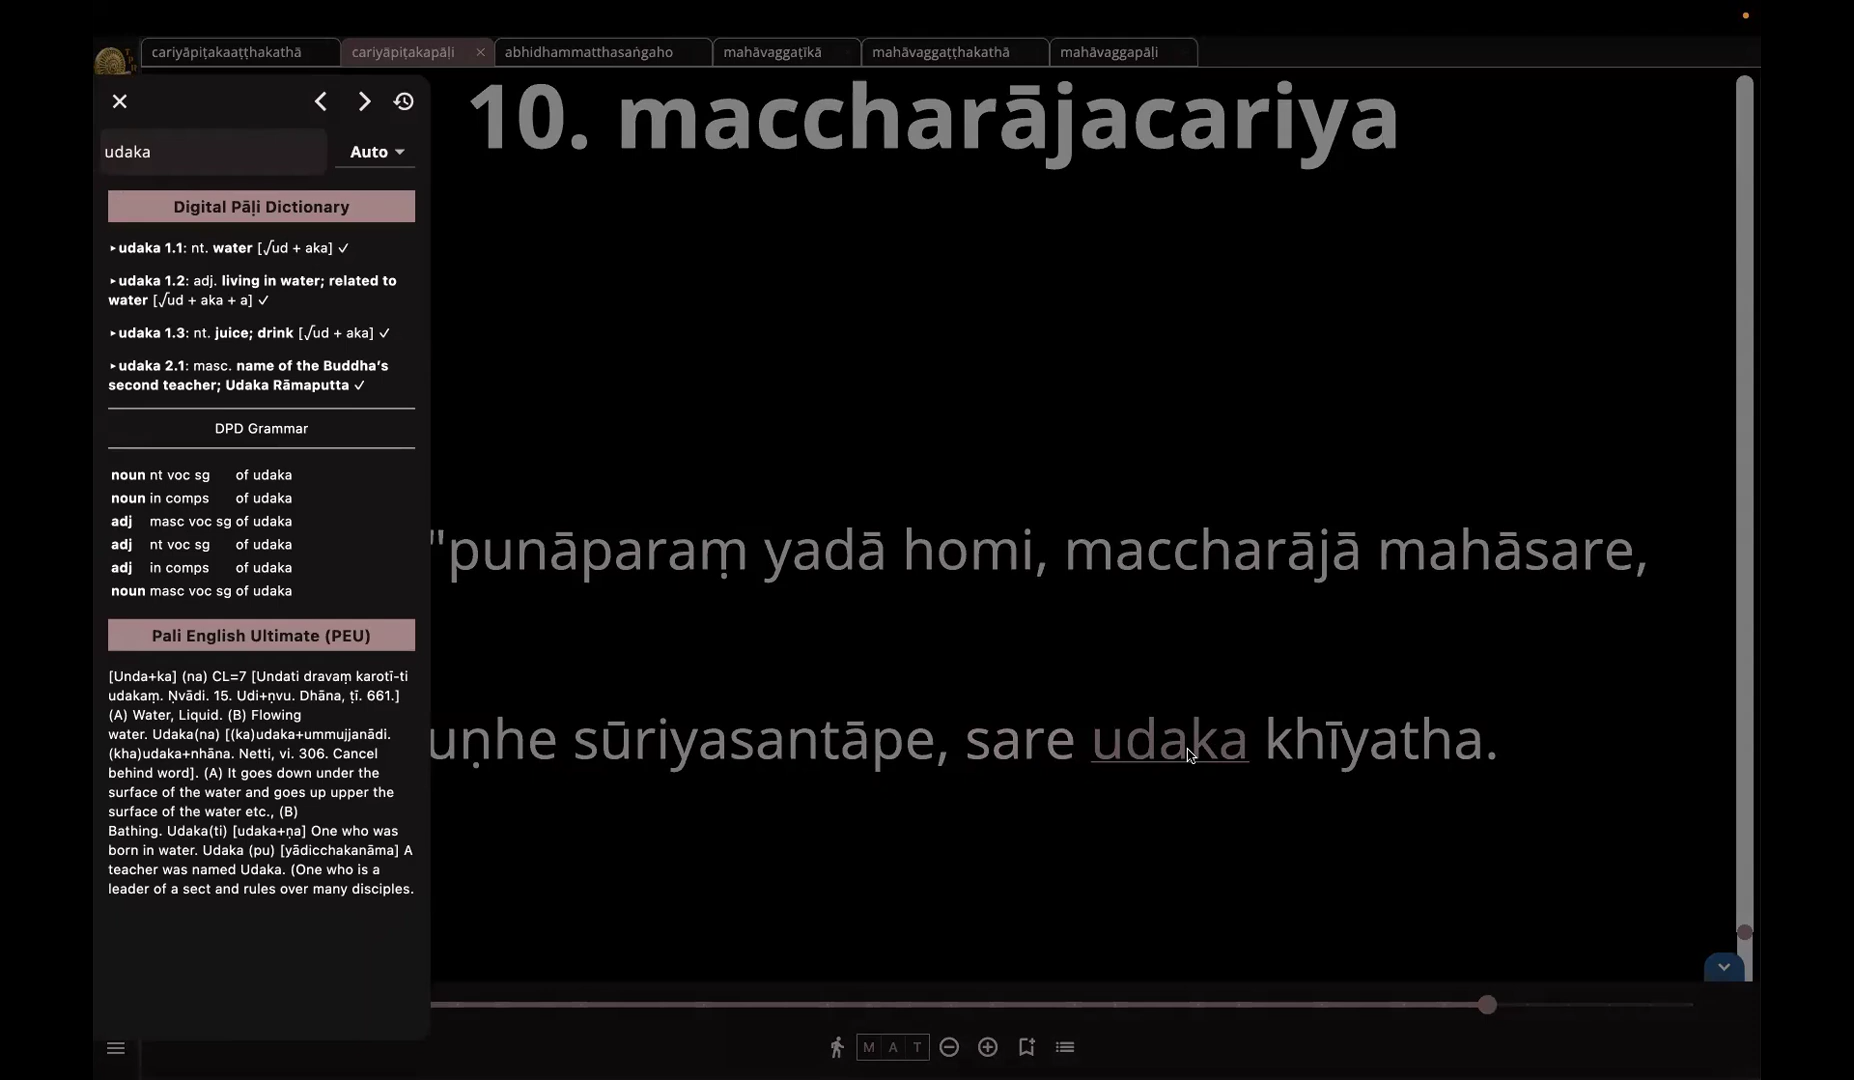 cariyāpiṭakaaṭṭhakathā
cariyāpiṭakapāḷi
abhidhammatthasaṅgaho
mahāvaggaṭīkā
mahāvaggaṭṭhakathā
mahāvaggapāḷi
udaka
Auto
Digital Pāḷi Dictionary
▸udaka 1.1: nt. water [√ud + aka] ✓
▸udaka 1.2: adj. living in water; related to
water [√ud + aka + a] ✓
▸udaka 1.3: nt. juice; drink [√ud + aka] ✓
▸udaka 2.1: masc. name of the Buddha's
second teacher; Udaka Rāmaputta ✓
DPD Grammar
noun nt voc sg of udaka
noun in comps of udaka
adj masc voc sg of udaka
adj nt voc sg of udaka
adj in comps of udaka
noun masc voc sg of udaka
Pali English Ultimate (PEU)
[Unda+ka] (na) CL=7 [Undati dravaṃ karotī-ti
udakaṃ. Ṇvādi. 15. Udi+ṇvu. Dhāna, ṭī. 661.]
(A) Water, Liquid. (B) Flowing
water. Udaka(na) [(ka)udaka+ummujjanādi.
(kha)udaka+nhāna. Netti, vi. 306. Cancel
behind word]. (A) It goes down under the
surface of the water and goes up upper the
surface of the water etc., (B)
Bathing. Udaka(ti) [udaka+ṇa] One who was
born in water. Udaka (pu) [yādicchakanāma] A
teacher was named Udaka. (One who is a
leader of a sect and rules over many disciples.
10. maccharājacariya
"punāparaṃ yadā homi, maccharājā mahāsare,
uṇhe sūriyasantāpe, sare udaka khīyatha.
M A T